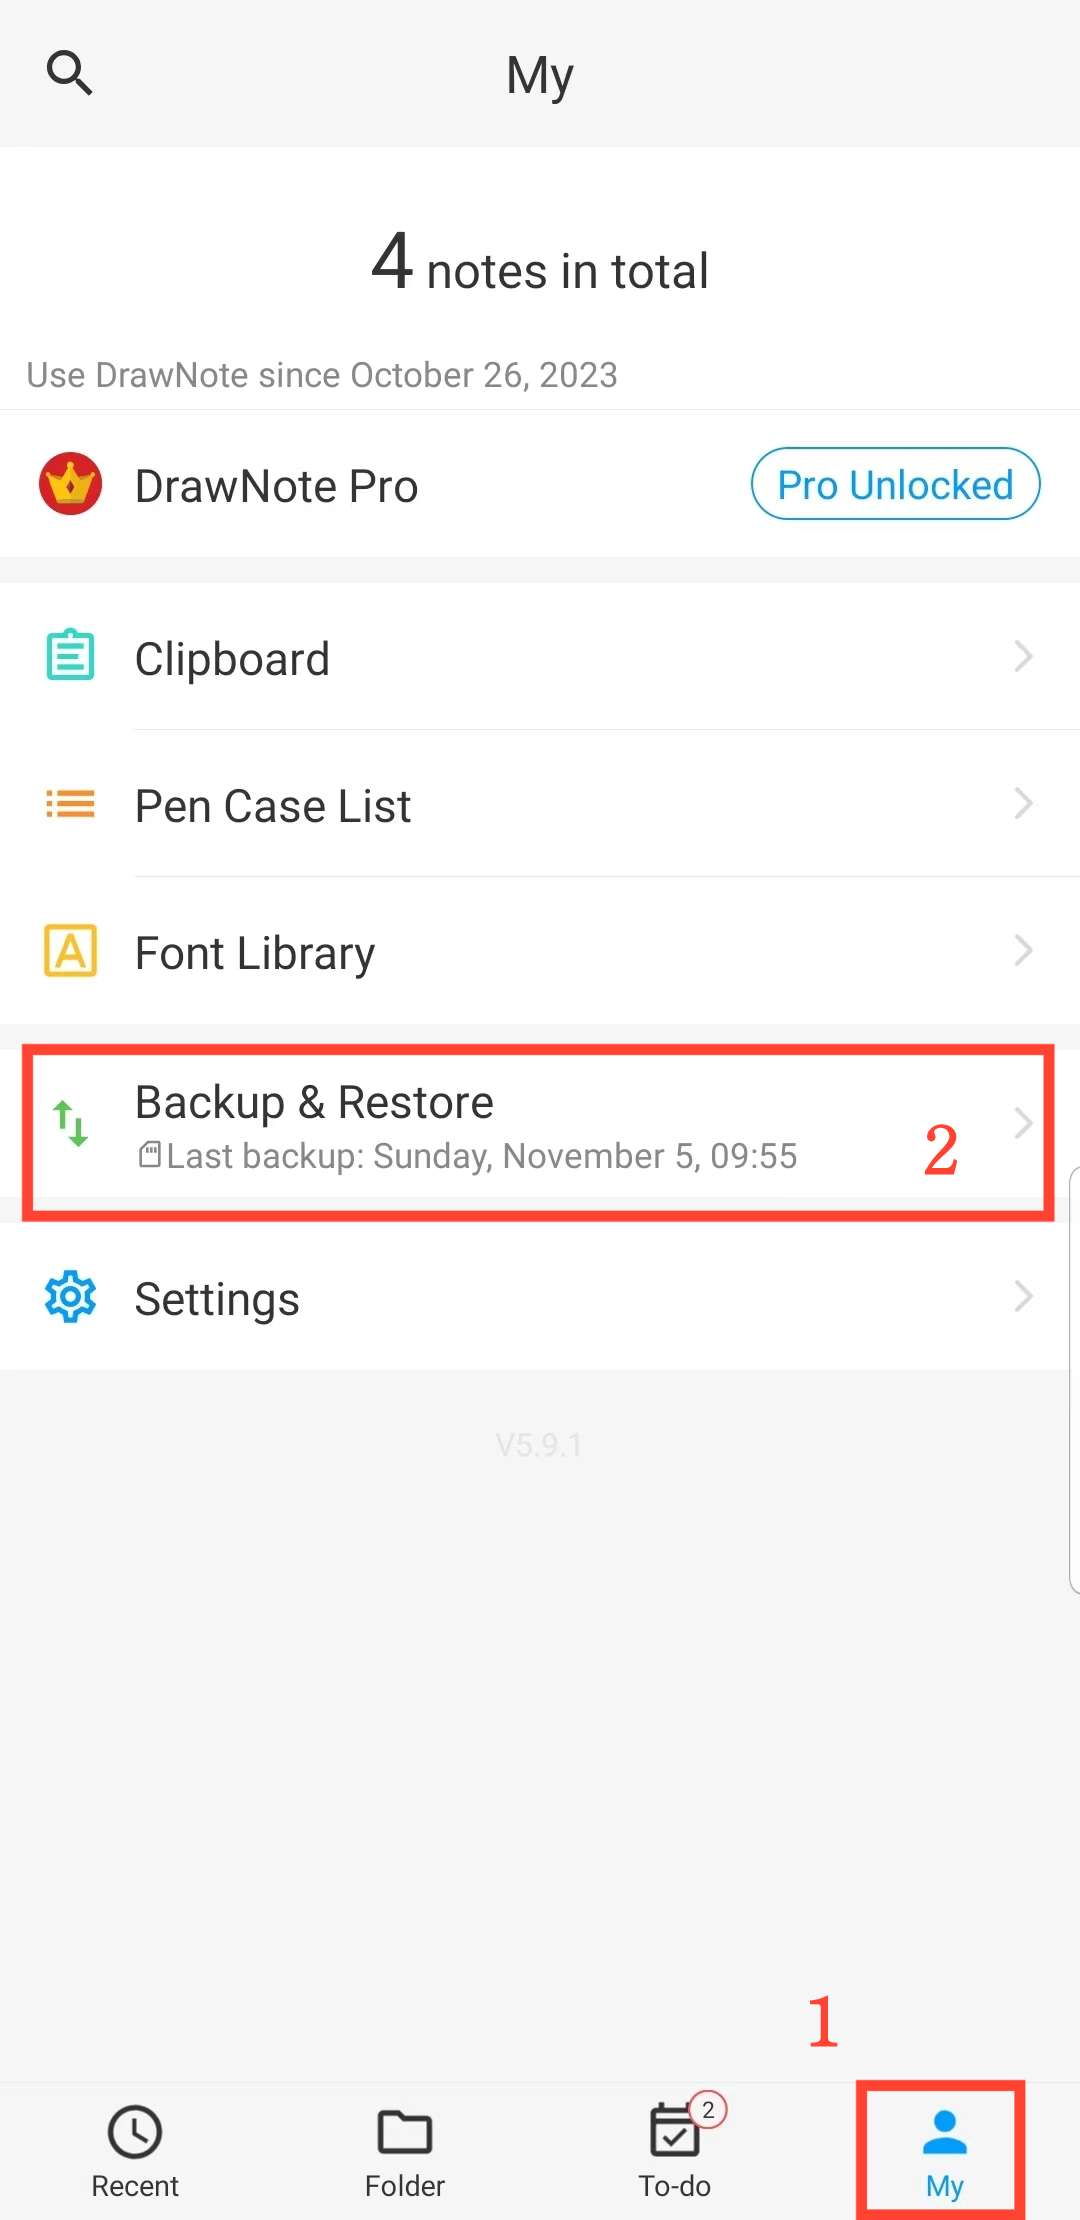 My
4 notes in total
Use DrawNote since October 26, 2023
DrawNote Pro
Pro Unlocked
Clipboard
Pen Case List
Font Library
Backup & Restore
Last backup: Sunday, November 5, 09:55
2
Settings
V5.9.1
1
2
Recent
Folder
To-do
My